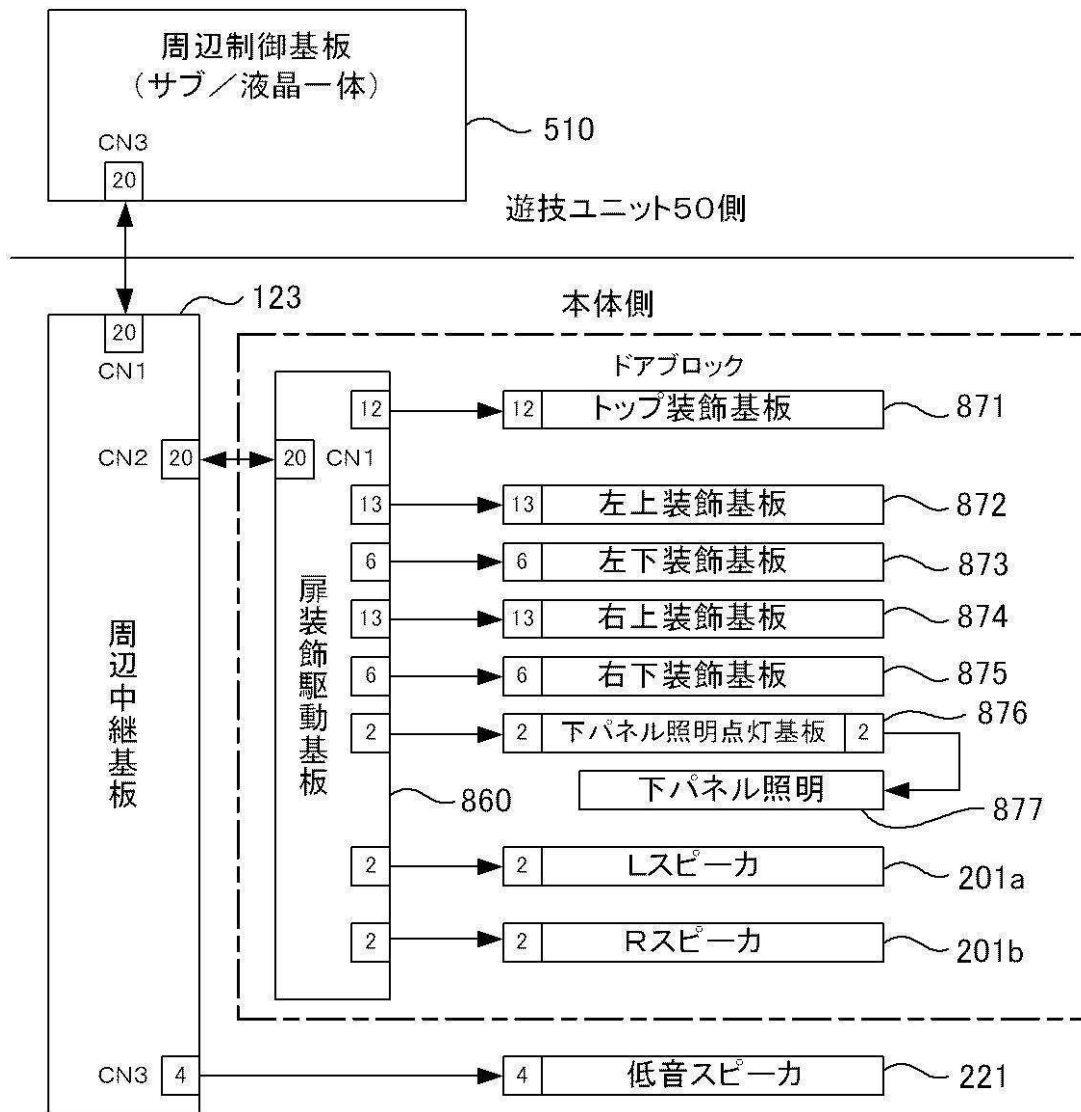 周辺制御基板
(サブ／液晶一体)
CN3
20
510
遊技ユニット50側
123
本体側
20
CN1
ドアブロック
12
12
トップ装飾基板
871
CN2
20
20
CN1
13
13
左上装飾基板
872
6
6
左下装飾基板
873
13
13
右上装飾基板
874
6
6
右下装飾基板
875
2
2
下パネル照明点灯基板
2
876
下パネル照明
877
扉装飾駆動基板
860
周辺中継基板
2
2
Lスピーカ
201a
2
2
Rスピーカ
201b
CN3
4
4
低音スピーカ
221